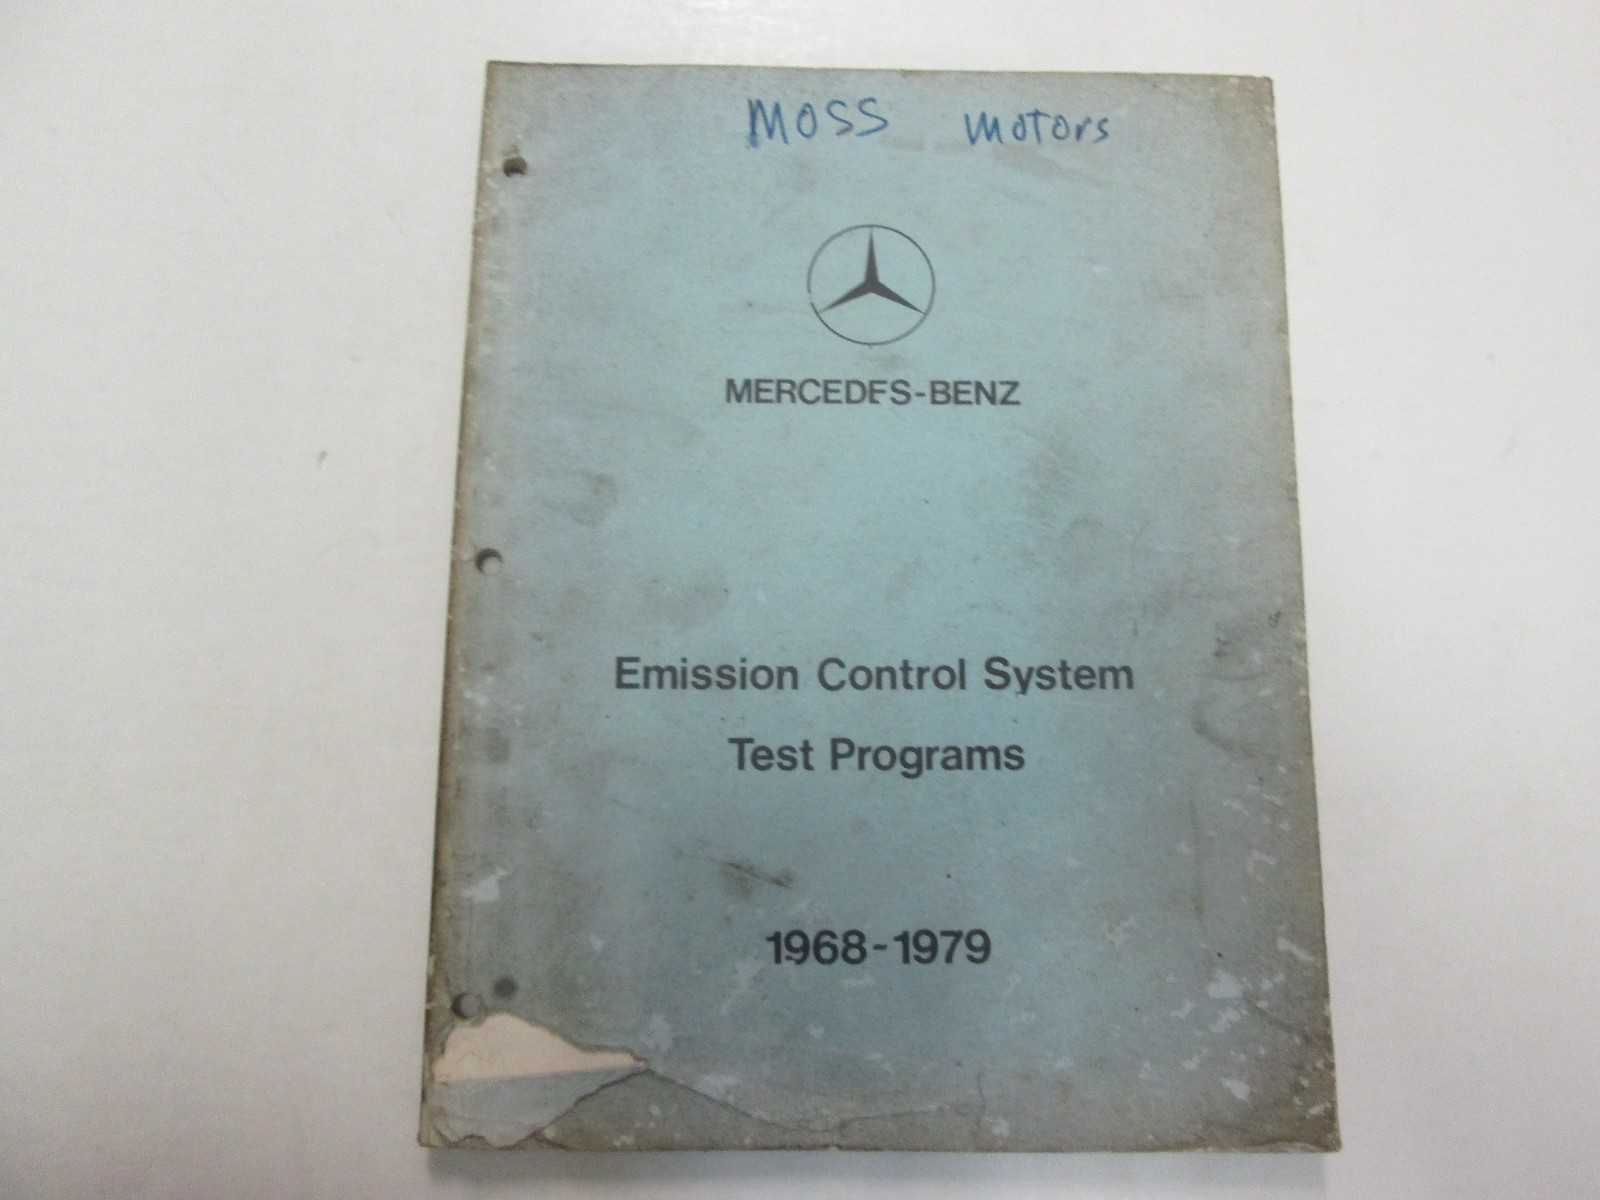 Moss Motors
MERCEDES-BENZ
Emission Control System
Test Programs
1968-1979